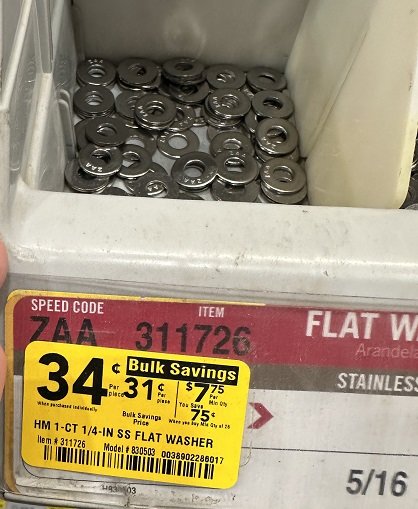 SPEED CODE
ITEM
ZAA
311726
FLAT W
Arandela
STAINLESS
34¢
Per piece
When purchased individually
Bulk Savings
31¢
Per piece
Bulk Savings Price
$7.75
Per Min Qty
You Save
75¢
When you buy Min Qty of 25
HM 1-CT 1/4-IN SS FLAT WASHER
Item # 311726
Model # 830503
0038902286017
5/16